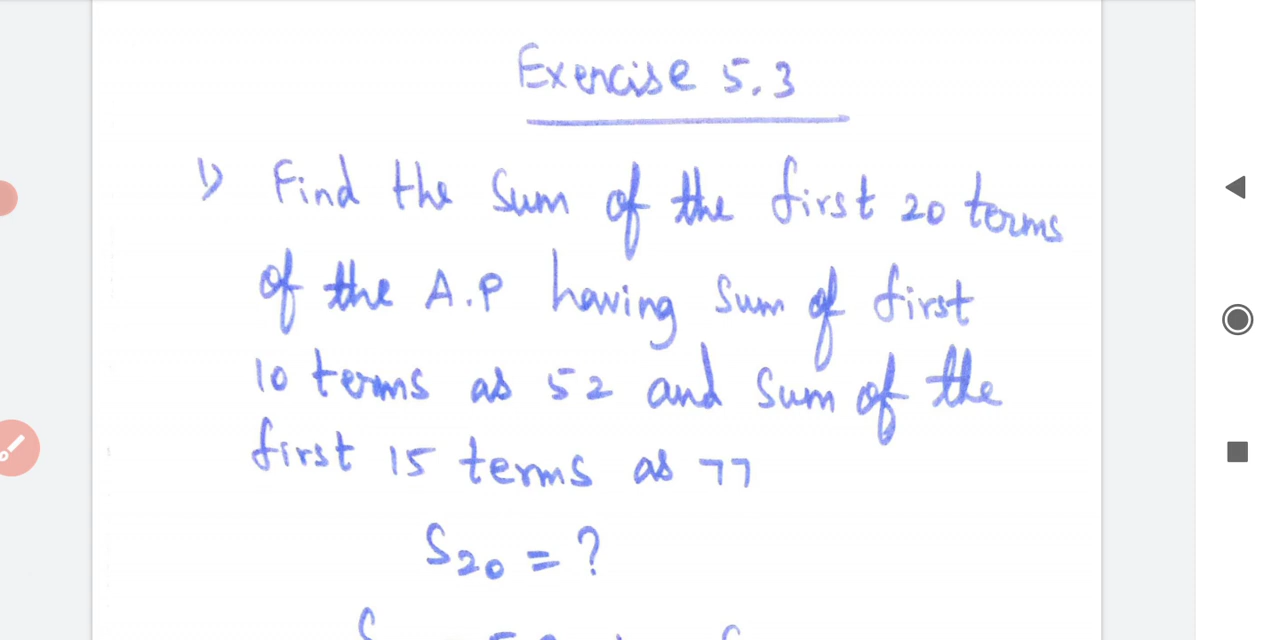 Exercise 5.3
1) Find the sum of the first 20 terms
of the A.P having sum of first
10 terms as 52 and sum of the
first 15 terms as 77
S20 = ?